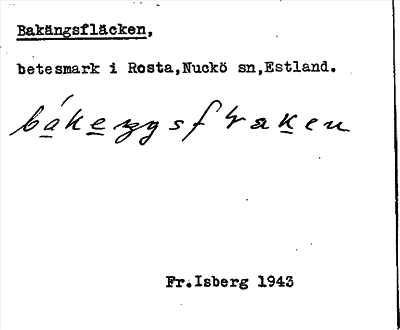 Bakängsfläcken,
betesmark i Rosta,Nuckö sn,Estland.
Fr.Isberg 1943